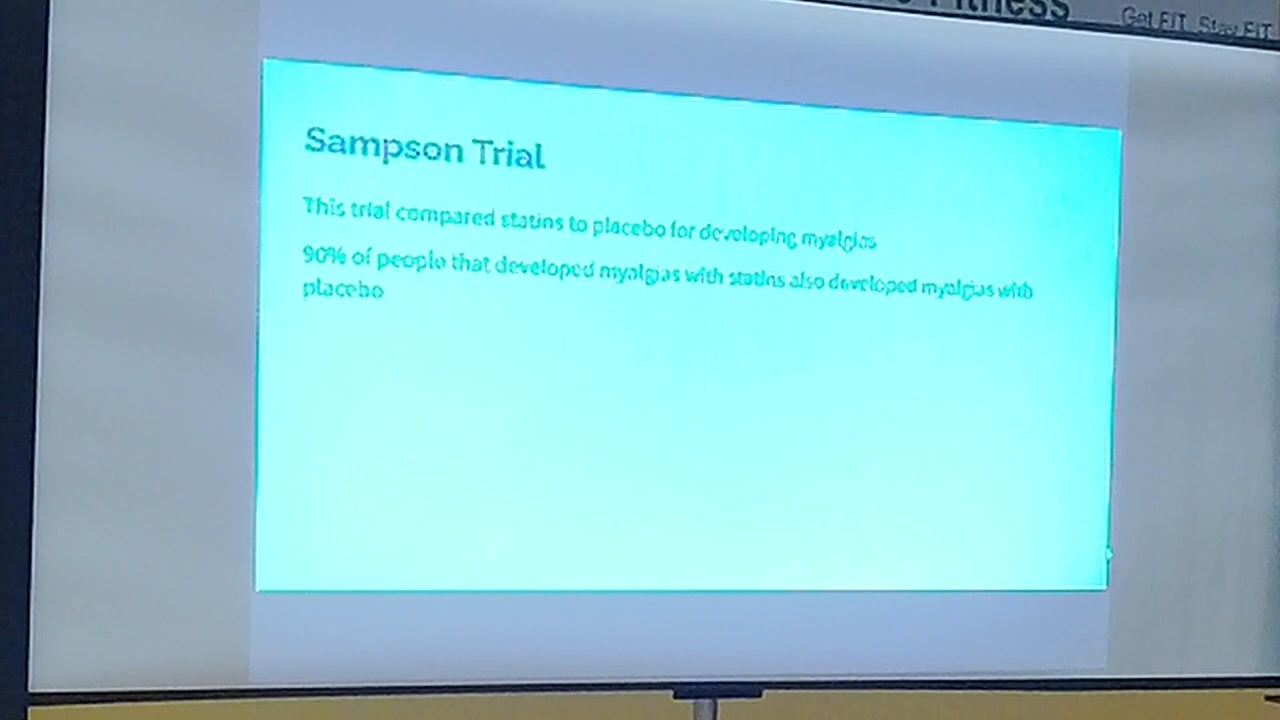 Fitness
Get FIT Stay FIT
Sampson Trial
This trial compared statins to placebo for developing myalgias
90% of people that developed myalgias with statins also developed myalgias with
placebo